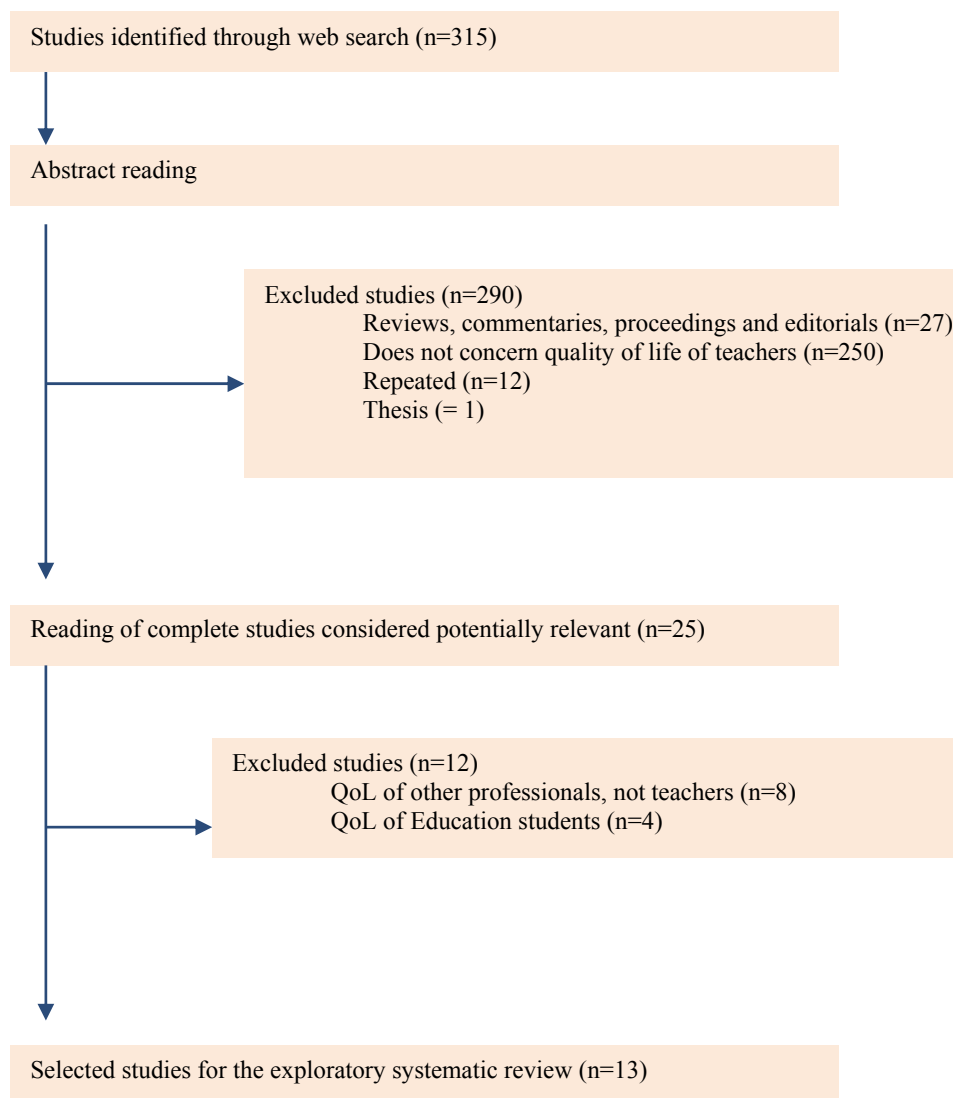 Studies identified through web search (n=315)
Abstract reading
Excluded studies (n=290)
Reviews, commentaries, proceedings and editorials (n=27)
Does not concern quality of life of teachers (n=250)
Repeated (n=12)
Thesis (= 1)
Reading of complete studies considered potentially relevant (n=25)
Excluded studies (n=12)
QoL of other professionals, not teachers (n=8)
QoL of Education students (n=4)
Selected studies for the exploratory systematic review (n=13)